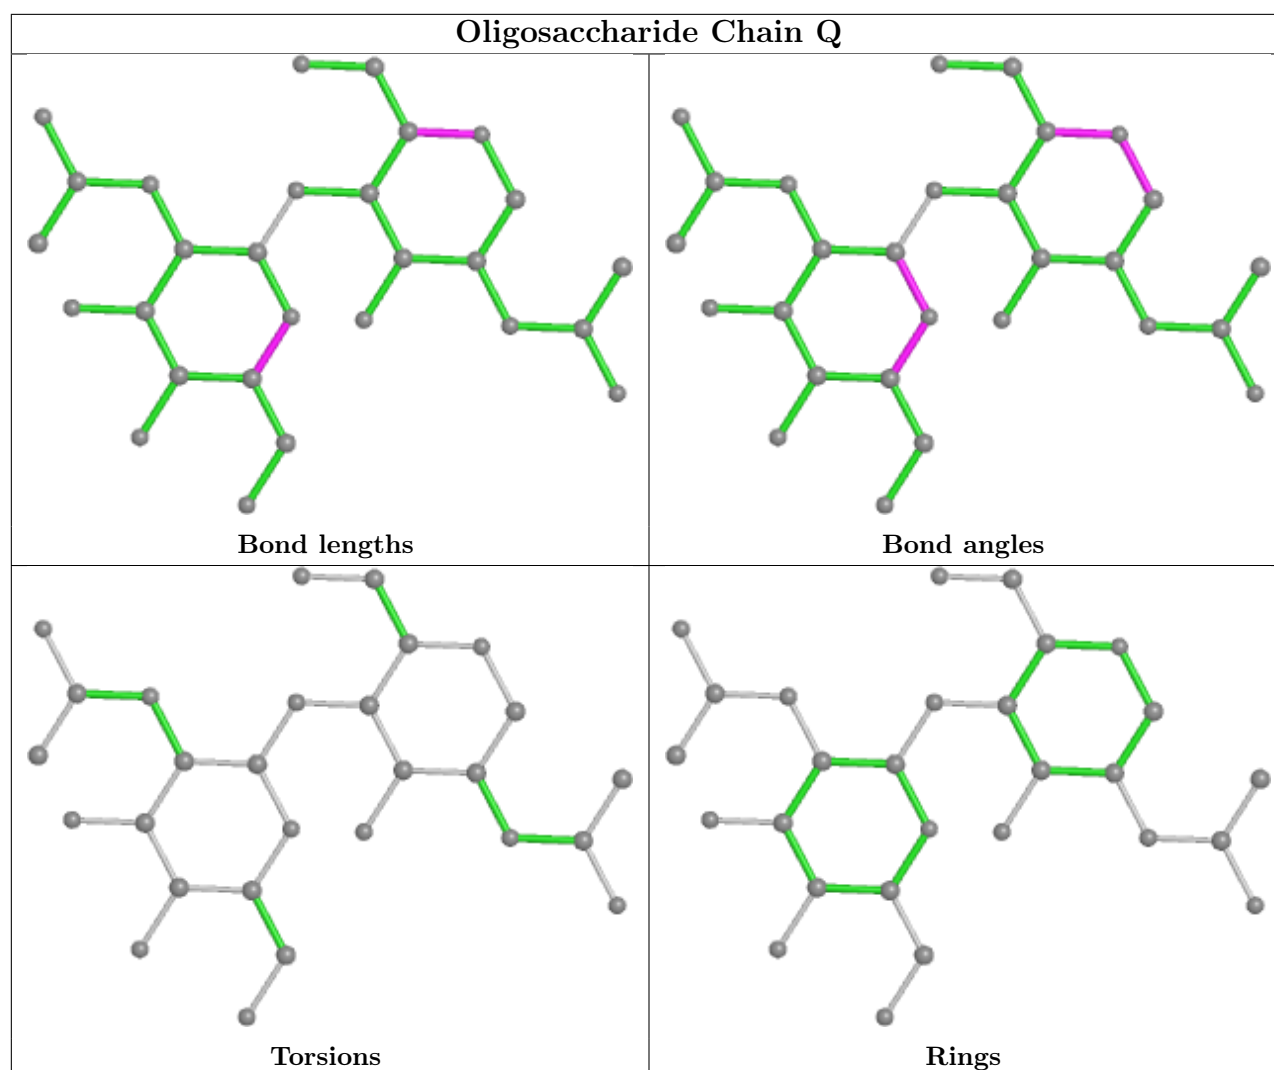 Oligosaccharide Chain Q
Bond lengths
Bond angles
Torsions
Rings